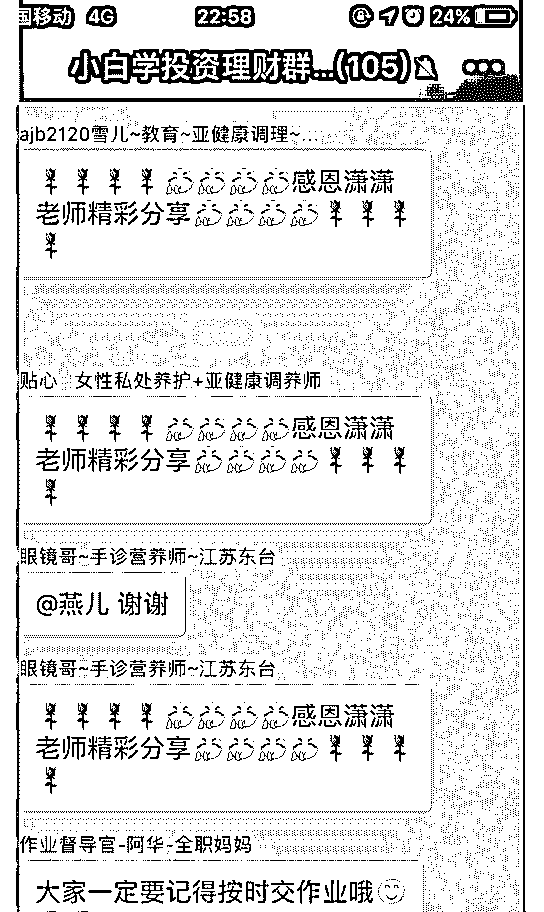 国移动 4G 22:58 24%
小白学投资理财群...(105)
ajb2120雪儿~教育~亚健康调理~...
感恩潇潇
老师精彩分享
贴心 女性私处养护+亚健康调养师
感恩潇潇
老师精彩分享
眼镜哥~手诊营养师~江苏东台
@燕儿 谢谢
眼镜哥~手诊营养师~江苏东台
感恩潇潇
老师精彩分享
作业督导官-阿华-全职妈妈
大家一定要记得按时交作业哦